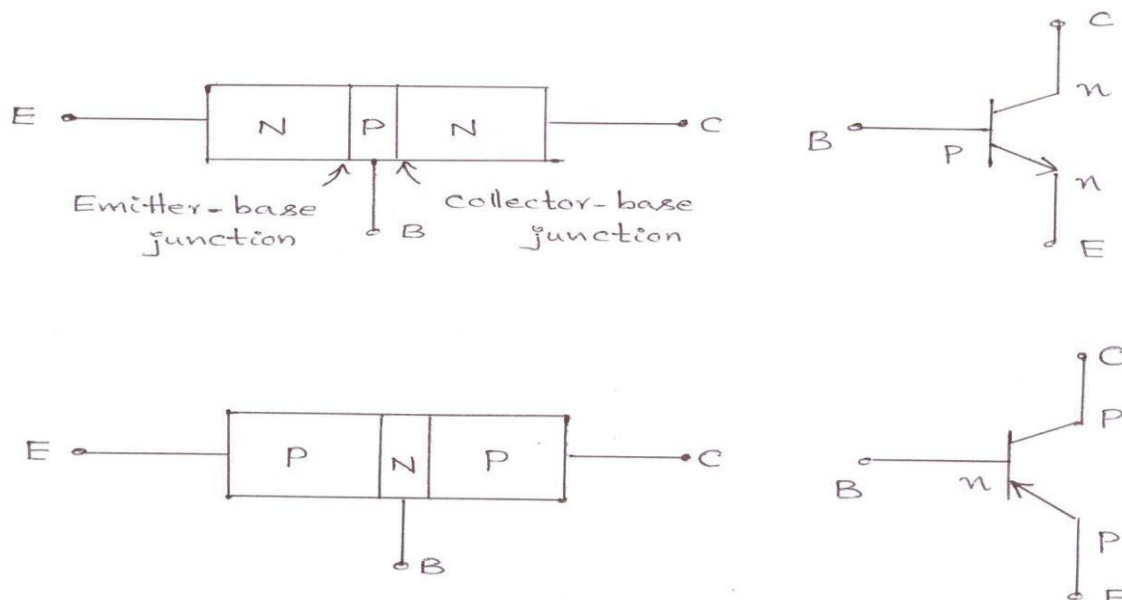 C
E N P N C n
B P n
Emitter-base Collector-base
junction B junction
E
C
E P N P C P
B n
B P
E